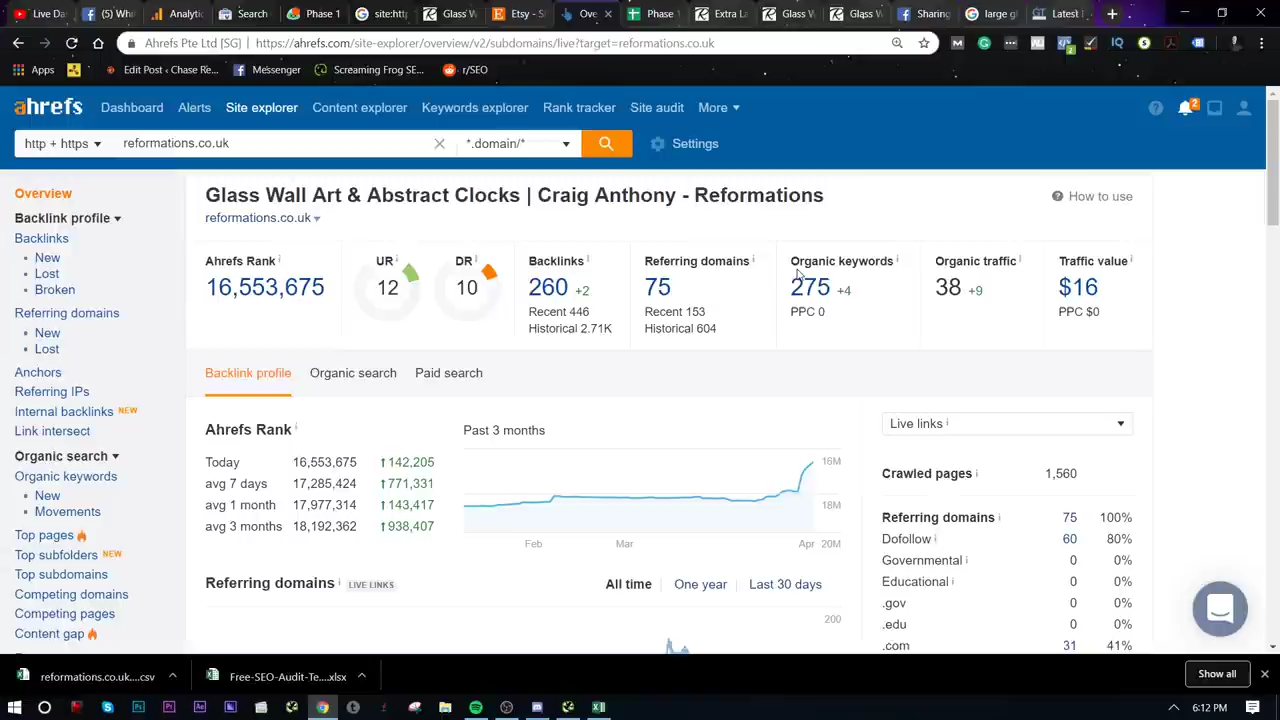 Live Da
Phase 1
Analytic
Search
Phase 1
site:htt
Glass W
Etsy - S
Ove
Phase 1
Extra La
Glass W
Glass W
Sharing
large gl
Latest I
Ahrefs Pte Ltd [SG] | https://ahrefs.com/site-explorer/overview/v2/subdomains/live?target=reformations.co.uk
Apps
Edit Post ‹ Chase Re...
Messenger
Screaming Frog SE...
r/SEO
ahrefs Dashboard Alerts Site explorer Content explorer Keywords explorer Rank tracker Site audit More
2
http + https reformations.co.uk *.domain/* Settings
Overview
Backlink profile
Backlinks
New
Lost
Broken
Referring domains
New
Lost
Anchors
Referring IPs
Internal backlinks NEW
Link intersect
Organic search
Organic keywords
New
Movements
Top pages
Top subfolders NEW
Top subdomains
Competing domains
Competing pages
Content gap
Glass Wall Art & Abstract Clocks | Craig Anthony - Reformations
How to use
reformations.co.uk
Ahrefs Rank
16,553,675
UR
12
DR
10
Backlinks
260 +2
Recent 446
Historical 2.71K
Referring domains
75
Recent 153
Historical 604
Organic keywords
275 +4
PPC 0
Organic traffic
38 +9
Traffic value
$16
PPC $0
Backlink profile Organic search Paid search
Ahrefs Rank
Today 16,553,675 ↑142,205
avg 7 days 17,285,424 ↑771,331
avg 1 month 17,977,314 ↑143,417
avg 3 months 18,192,362 ↑938,407
Past 3 months
16M
18M
Feb Mar Apr 20M
Referring domains LIVE LINKS
All time One year Last 30 days
200
Live links
Crawled pages 1,560
Referring domains 75 100%
Dofollow 60 80%
Governmental 0 0%
Educational 0 0%
.gov 0 0%
.edu 0 0%
.com 31 41%
reformations.co.uk....csv
Free-SEO-Audit-Te....xlsx
Show all
6:12 PM